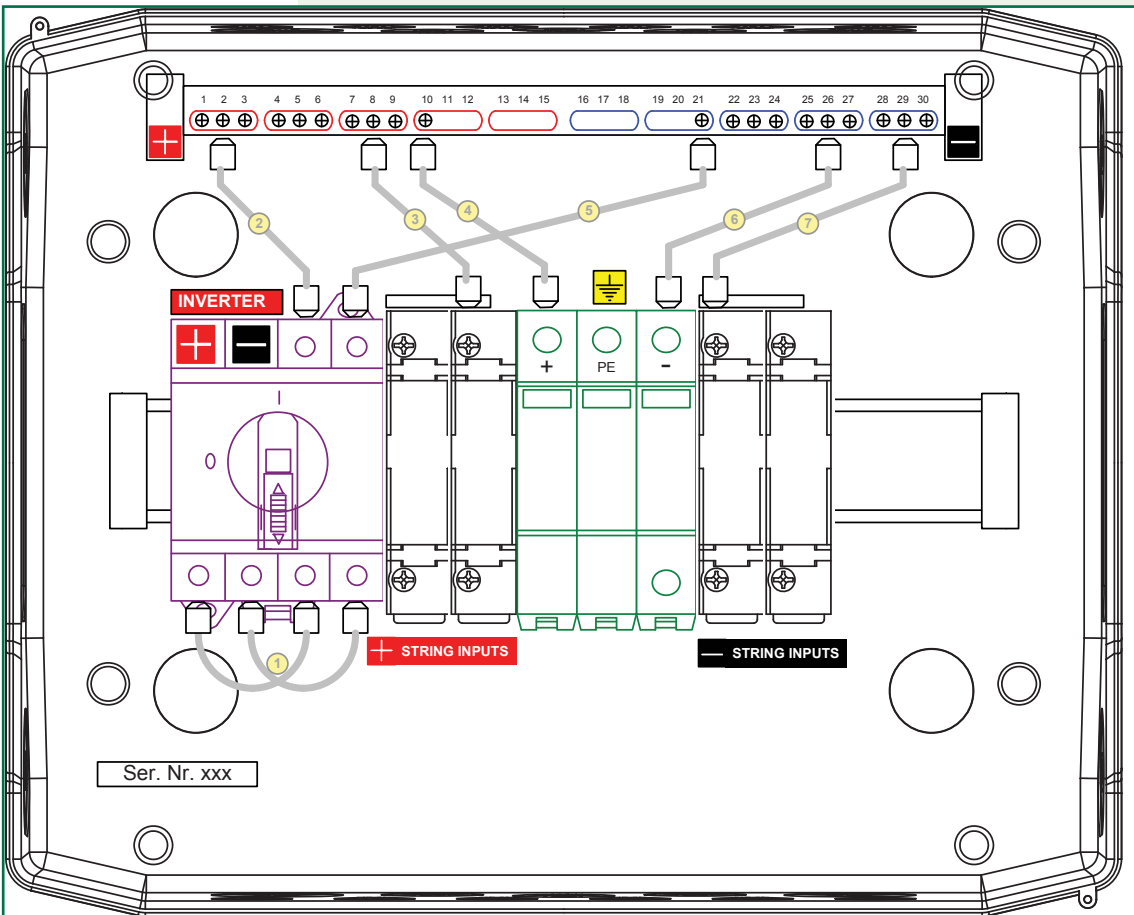 1 2 3 4 5 6 7 8 9 10 11 12 13 14 15 16 17 18 19 20 21 22 23 24 25 26 27 28 29 30
+
−
2
3
4
5
6
7
INVERTER
+ −
+ PE -
I
0
1
+ STRING INPUTS
— STRING INPUTS
Ser. Nr. xxx